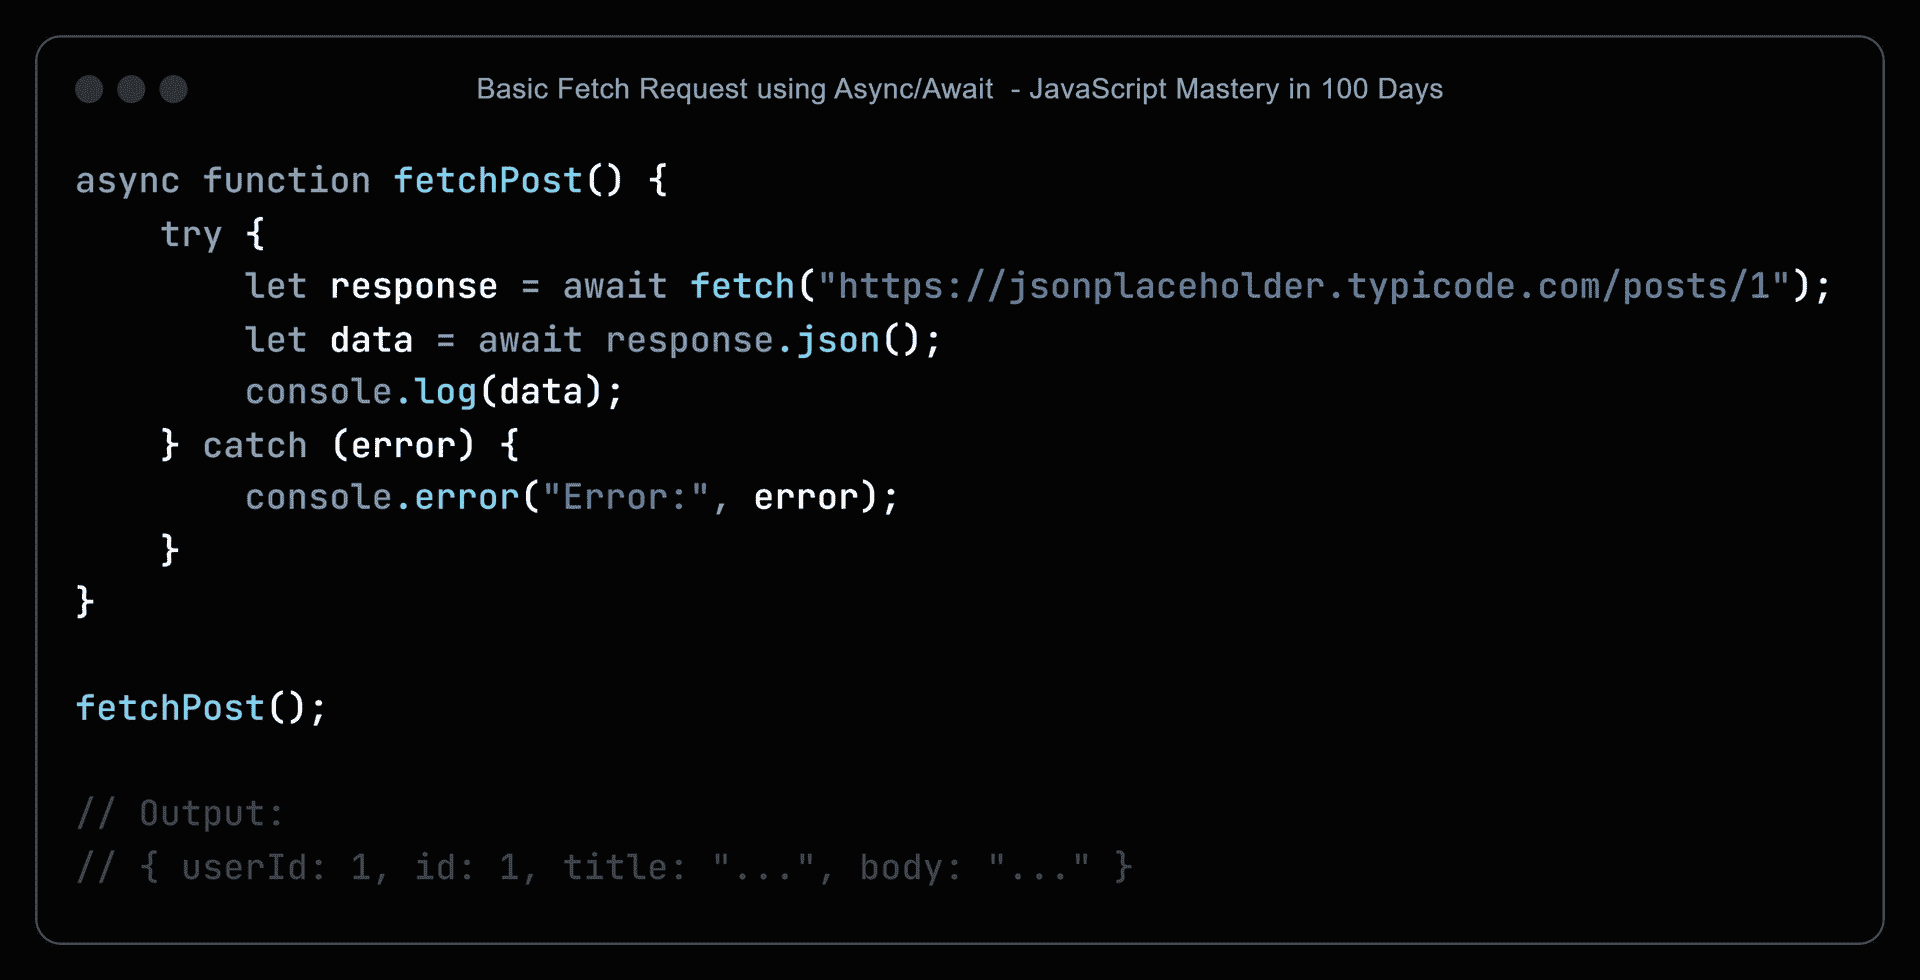 Basic Fetch Request using Async/Await  - JavaScript Mastery in 100 Days
async function fetchPost() {
    try {
        let response = await fetch("https://jsonplaceholder.typicode.com/posts/1");
        let data = await response.json();
        console.log(data);
    } catch (error) {
        console.error("Error:", error);
    }
}
fetchPost();
// Output:
// { userId: 1, id: 1, title: "...", body: "..." }